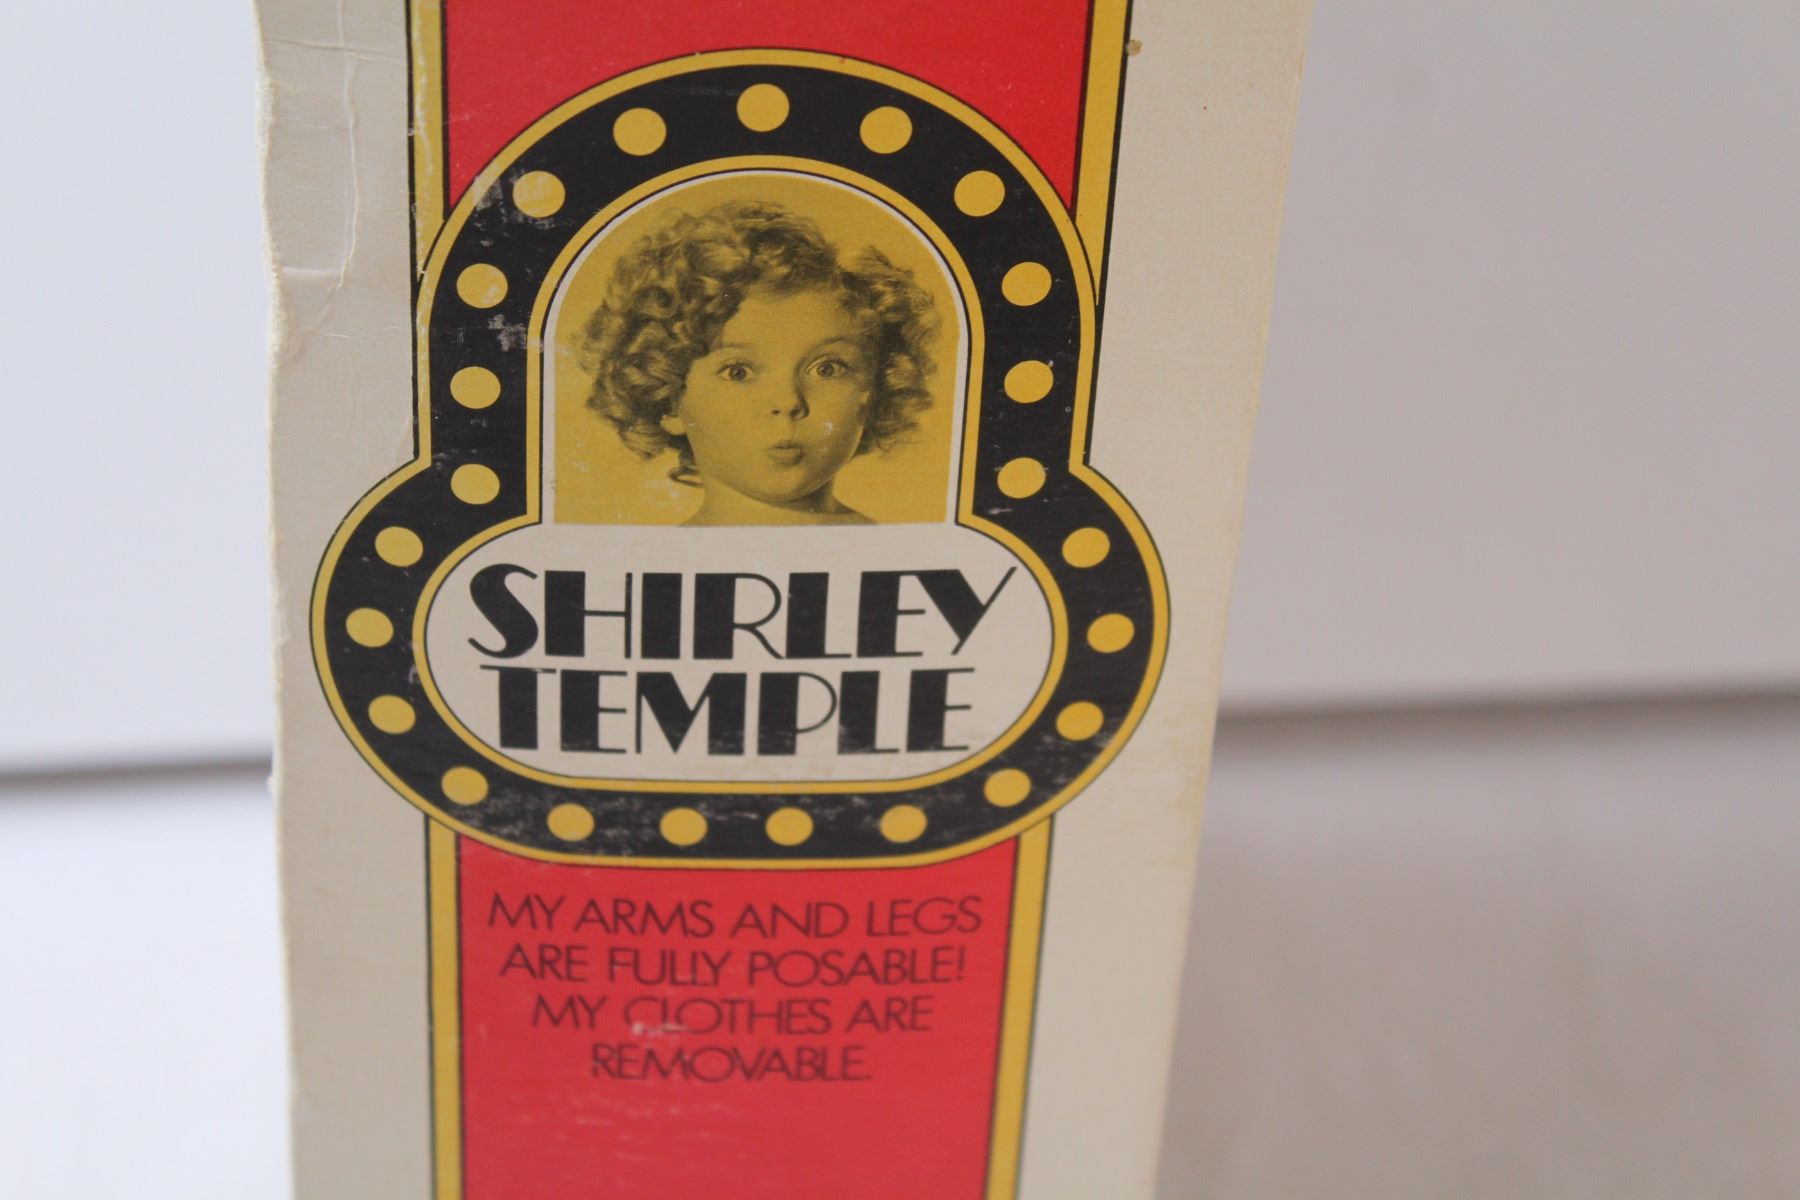 SHIRLEY
TEMPLE
MY ARMS AND LEGS
ARE FULLY POSABLE!
MY CLOTHES ARE
REMOVABLE.